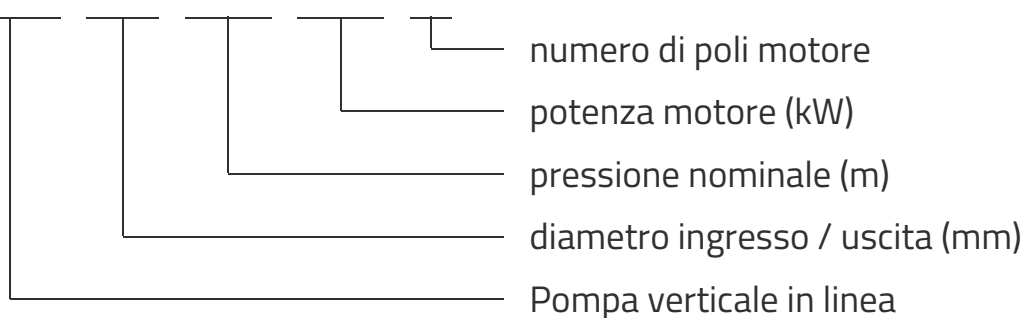 numero di poli motore
potenza motore (kW)
pressione nominale (m)
diametro ingresso / uscita (mm)
Pompa verticale in linea